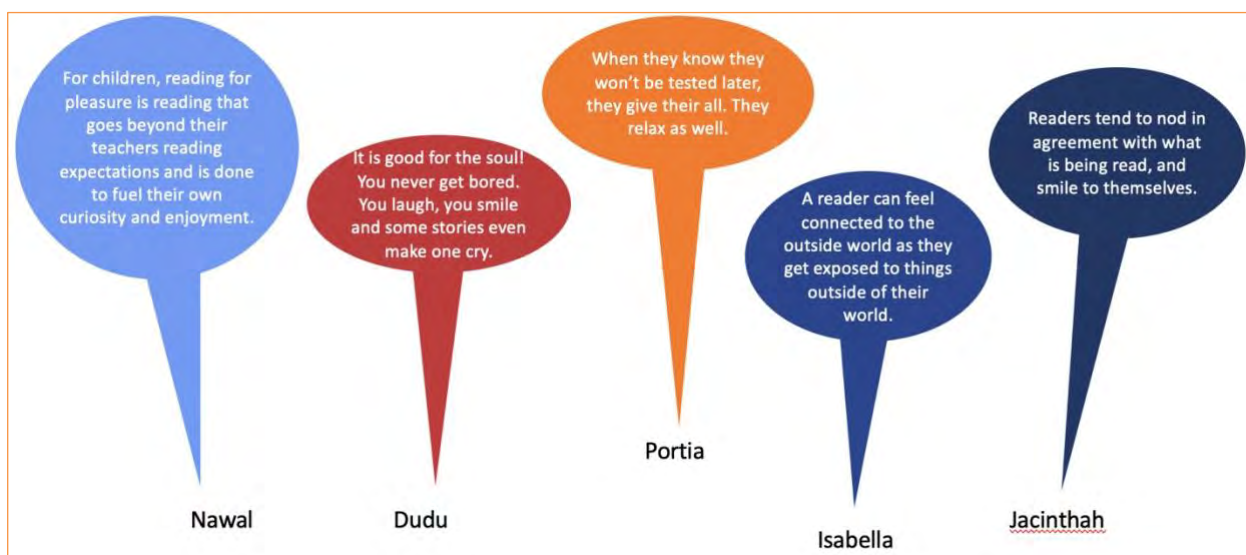 For children, reading for
pleasure is reading that
goes beyond their
teachers reading
expectations and is done
to fuel their own
curiosity and enjoyment.
Nawal
It is good for the soul!
You never get bored.
You laugh, you smile
and some stories even
make one cry.
Dudu
When they know they
won’t be tested later,
they give their all. They
relax as well.
Portia
A reader can feel
connected to the
outside world as they
get exposed to things
outside of their
world.
Isabella
Readers tend to nod in
agreement with what
is being read, and
smile to themselves.
Jacinthah